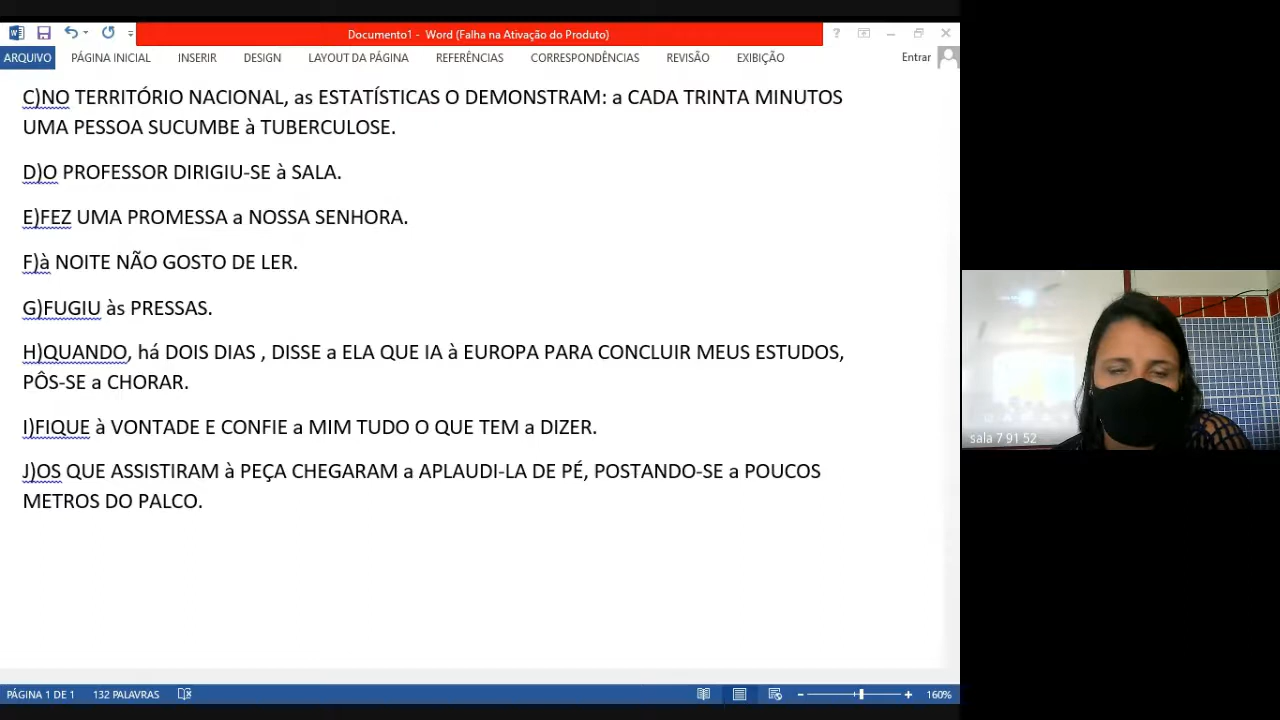 Documento1 - Word (Falha na Ativação do Produto)
ARQUIVO PÁGINA INICIAL INSERIR DESIGN LAYOUT DA PÁGINA REFERÊNCIAS CORRESPONDÊNCIAS REVISÃO EXIBIÇÃO Entrar
C)NO TERRITÓRIO NACIONAL, as ESTATÍSTICAS O DEMONSTRAM: a CADA TRINTA MINUTOS
UMA PESSOA SUCUMBE à TUBERCULOSE.
D)O PROFESSOR DIRIGIU-SE à SALA.
E)FEZ UMA PROMESSA a NOSSA SENHORA.
F)à NOITE NÃO GOSTO DE LER.
G)FUGIU às PRESSAS.
H)QUANDO, há DOIS DIAS , DISSE a ELA QUE IA à EUROPA PARA CONCLUIR MEUS ESTUDOS,
PÔS-SE a CHORAR.
I)FIQUE à VONTADE E CONFIE a MIM TUDO O QUE TEM a DIZER.
J)OS QUE ASSISTIRAM à PEÇA CHEGARAM a APLAUDI-LA DE PÉ, POSTANDO-SE a POUCOS
METROS DO PALCO.
sala 7 91 52
PÁGINA 1 DE 1 132 PALAVRAS 160%